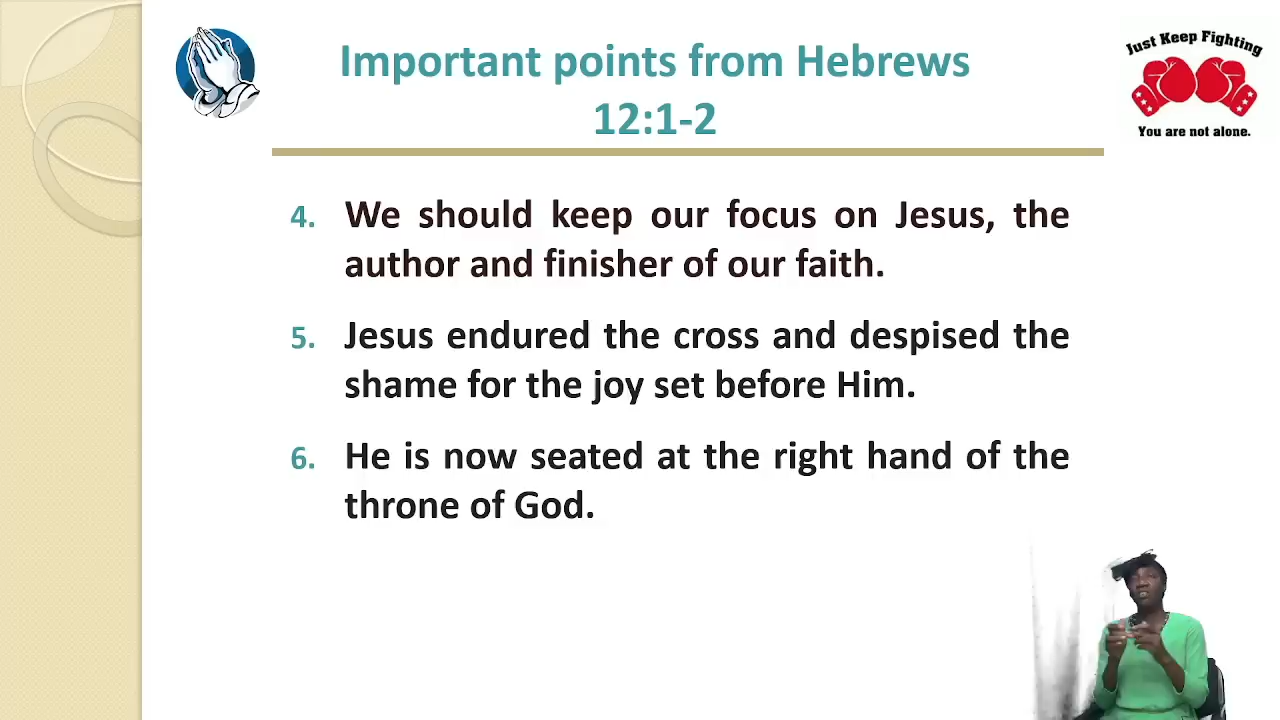 Important points from Hebrews
12:1-2
Just Keep Fighting
You are not alone.
4. We should keep our focus on Jesus, the
author and finisher of our faith.
5. Jesus endured the cross and despised the
shame for the joy set before Him.
6. He is now seated at the right hand of the
throne of God.